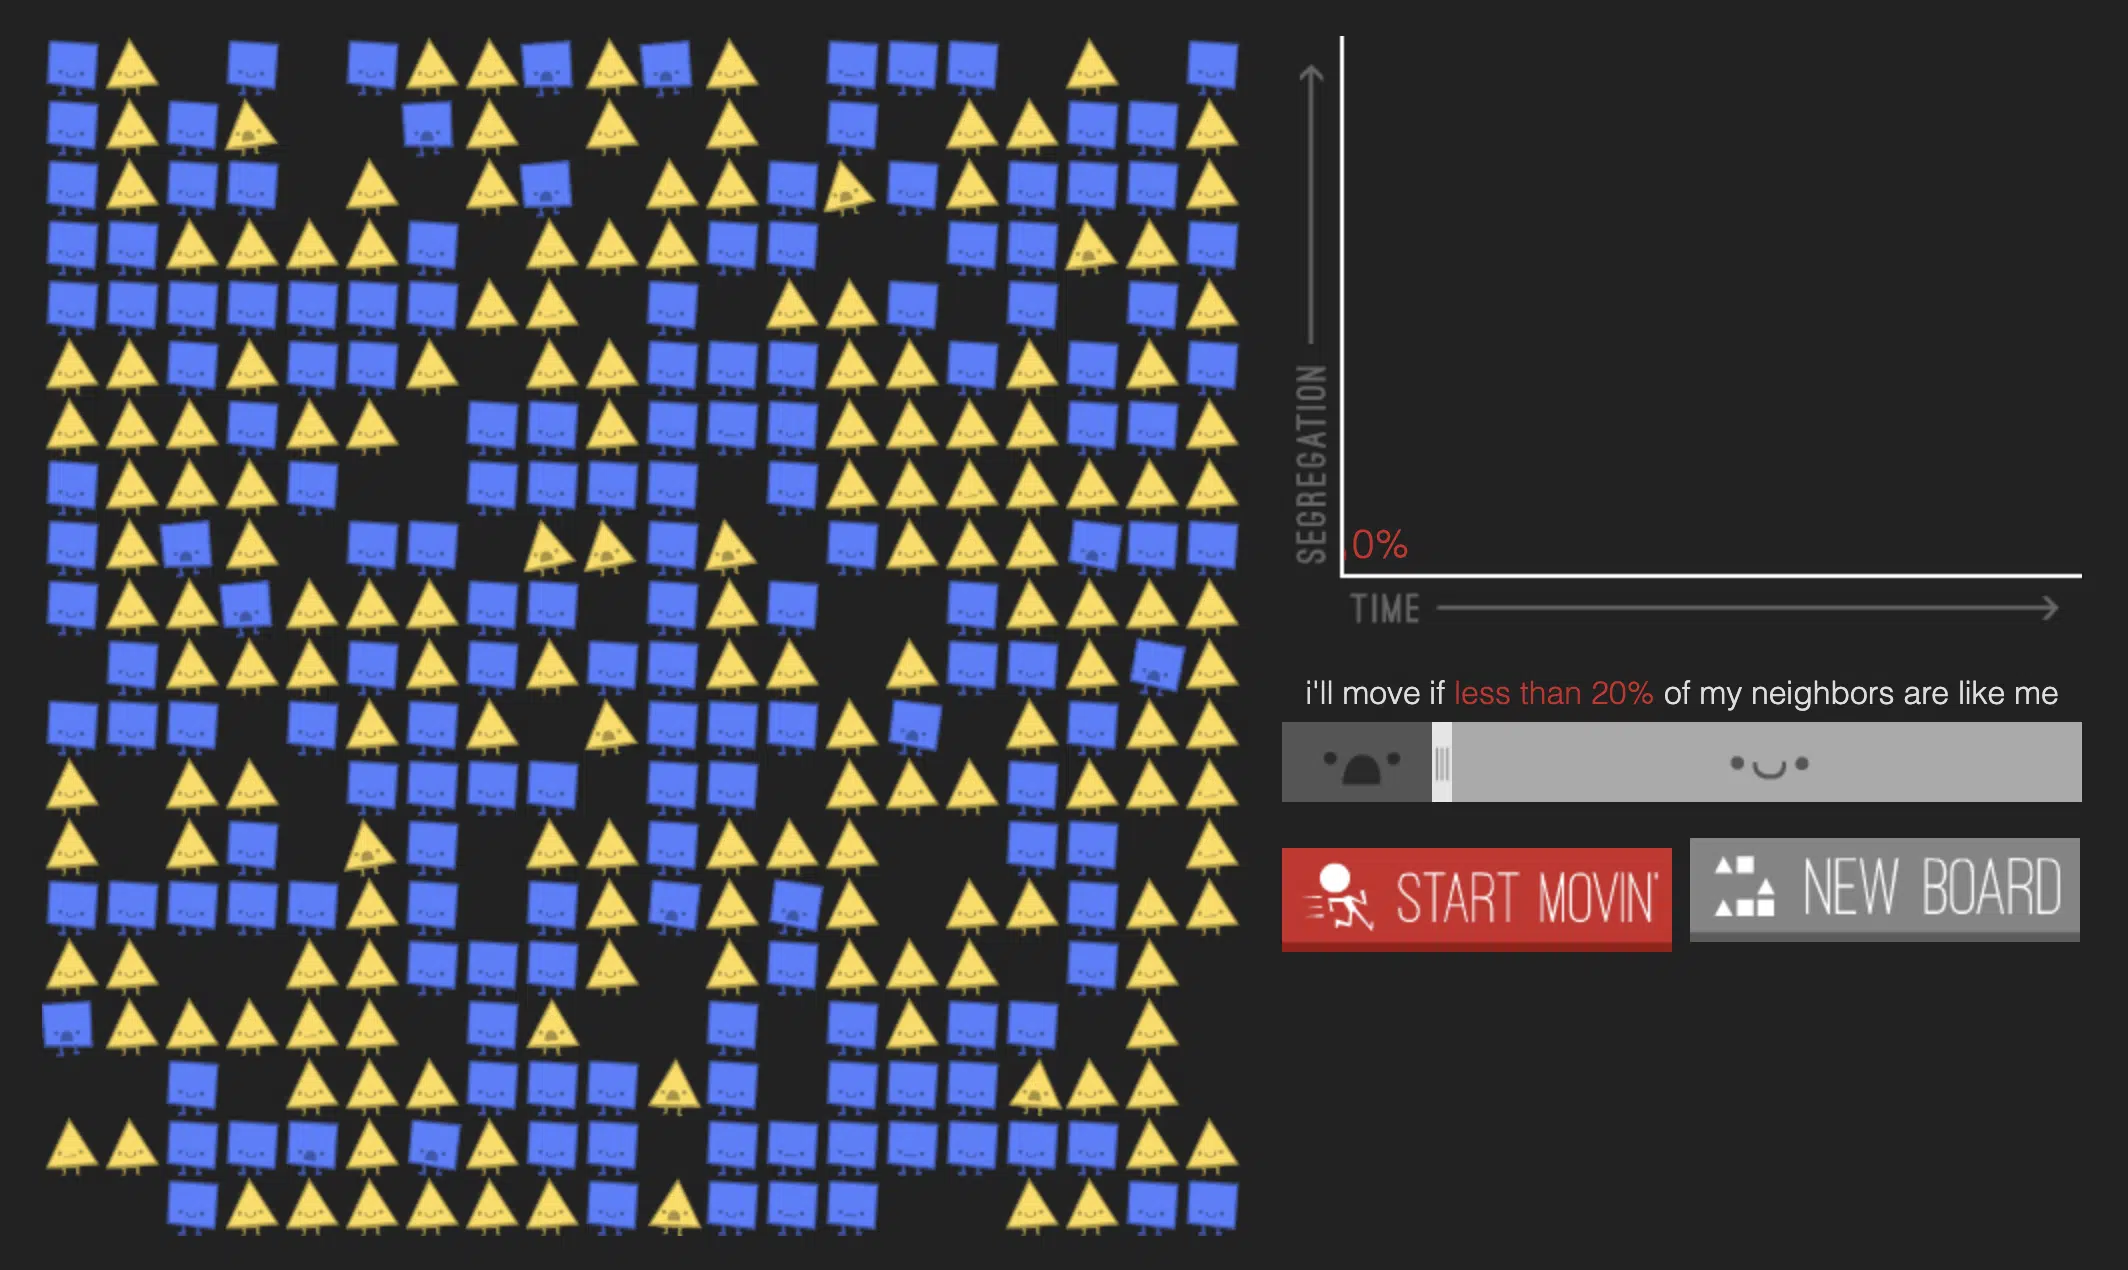 SEGREGATION
0%
TIME
i'll move if less than 20% of my neighbors are like me
START MOVIN'
NEW BOARD